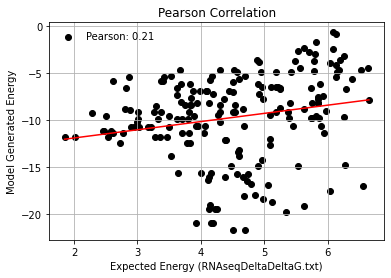 Pearson Correlation
Pearson: 0.21
Model Generated Energy
0
−5
−10
−15
−20
2
3
4
5
6
Expected Energy (RNAseqDeltaDeltaG.txt)